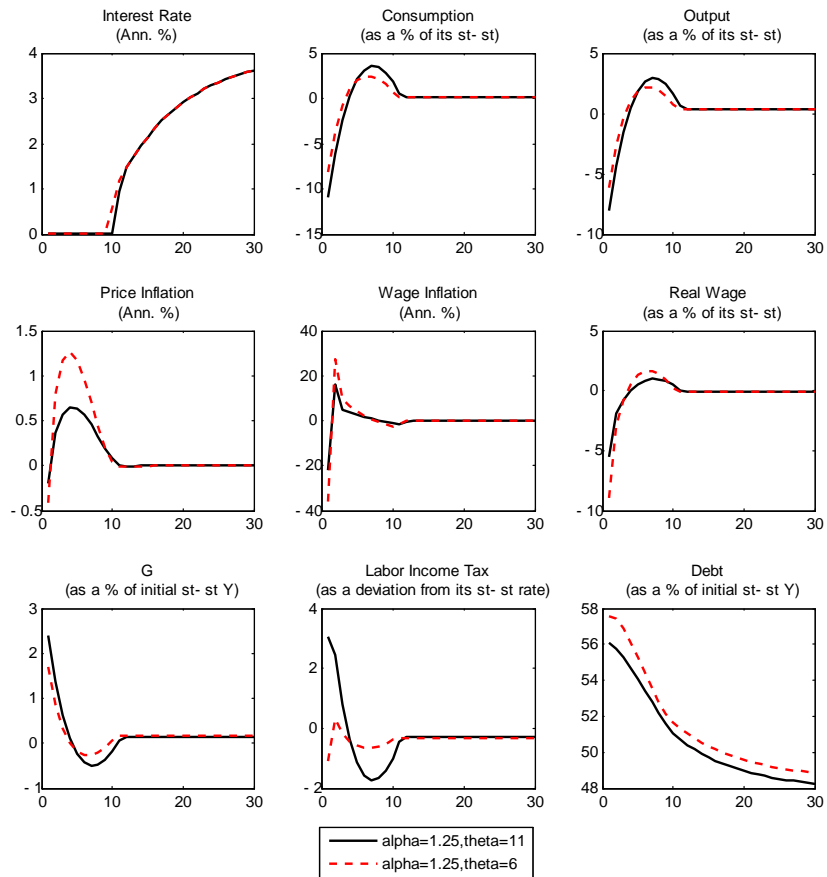 Interest Rate
(Ann. %)
4
3
2
1
0
0 10 20 30
Consumption
(as a % of its st- st)
5
0
- 5
- 10
- 15
0 10 20 30
Output
(as a % of its st- st)
5
0
- 5
- 10
0 10 20 30
Price Inflation
(Ann. %)
1.5
1
0.5
0
- 0.5
0 10 20 30
Wage Inflation
(Ann. %)
40
20
0
- 20
- 40
0 10 20 30
Real Wage
(as a % of its st- st)
5
0
- 5
- 10
0 10 20 30
G
(as a % of initial st- st Y)
3
2
1
0
- 1
0 10 20 30
Labor Income Tax
(as a deviation from its st- st rate)
4
2
0
- 2
0 10 20 30
Debt
(as a % of initial st- st Y)
58
56
54
52
50
48
0 10 20 30
alpha=1.25,theta=11
alpha=1.25,theta=6